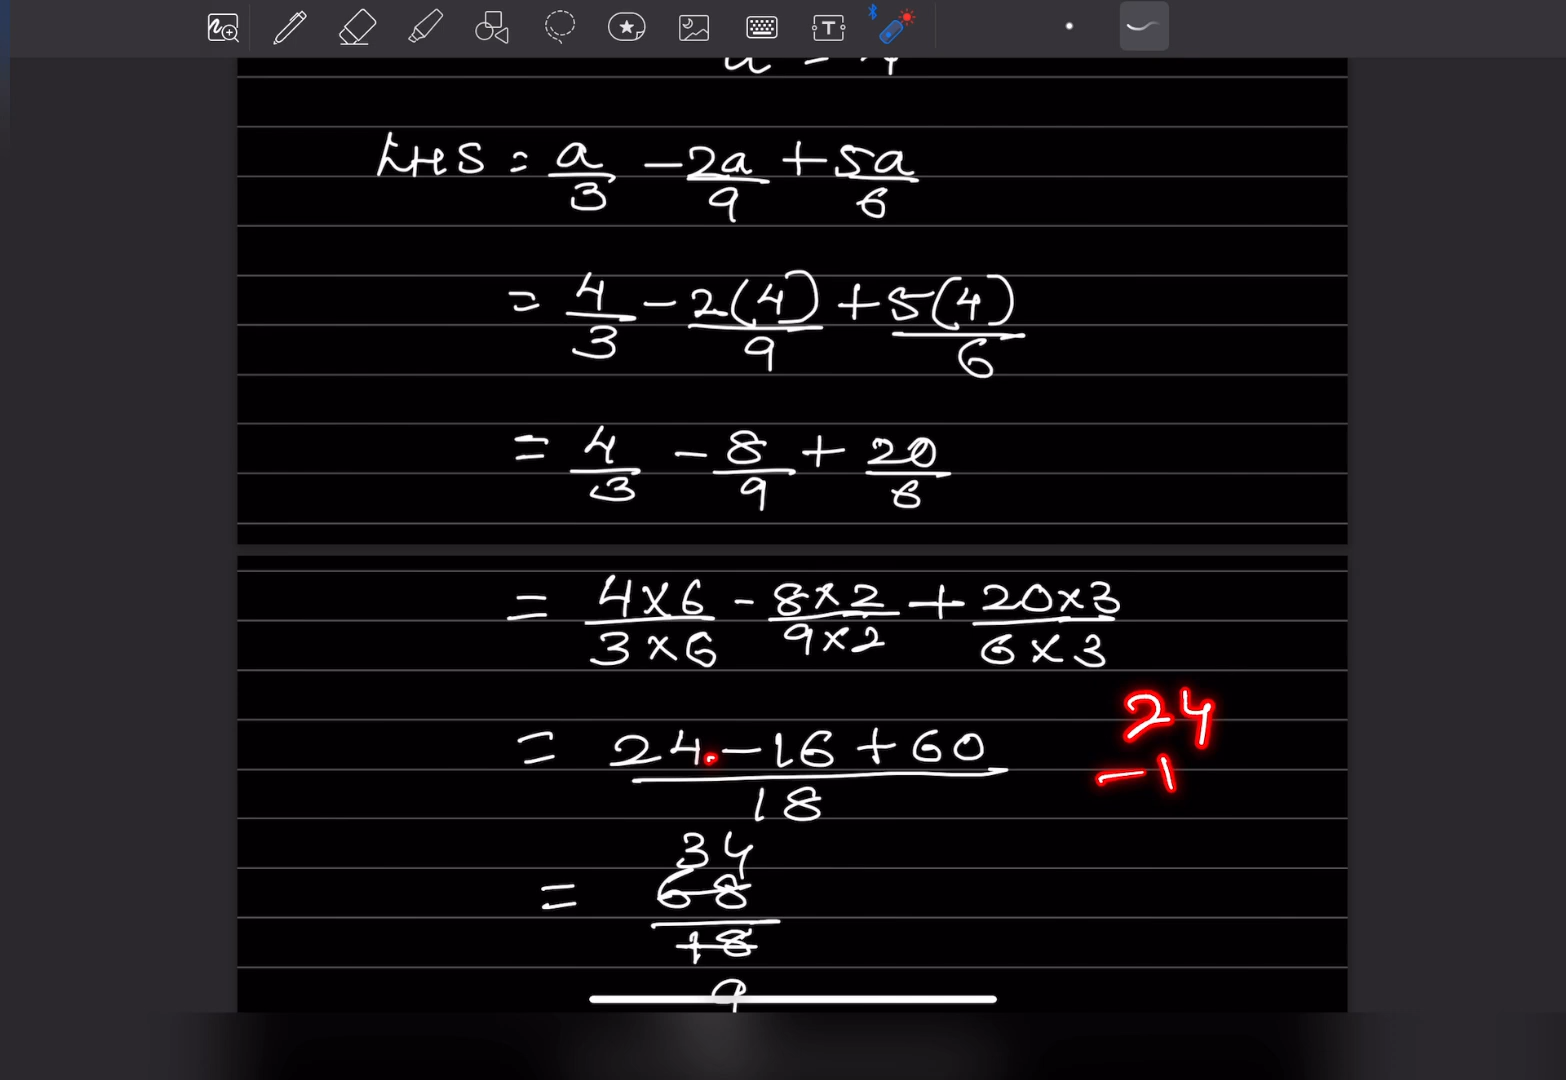 LHS = a/3 - 2a/9 + 5a/6
= 4/3 - 2(4)/9 + 5(4)/6
= 4/3 - 8/9 + 20/6
= 4×6/3×6 - 8×2/9×2 + 20×3/6×3
= 24 - 16 + 60/18
24
-1
34
= 68/18
9